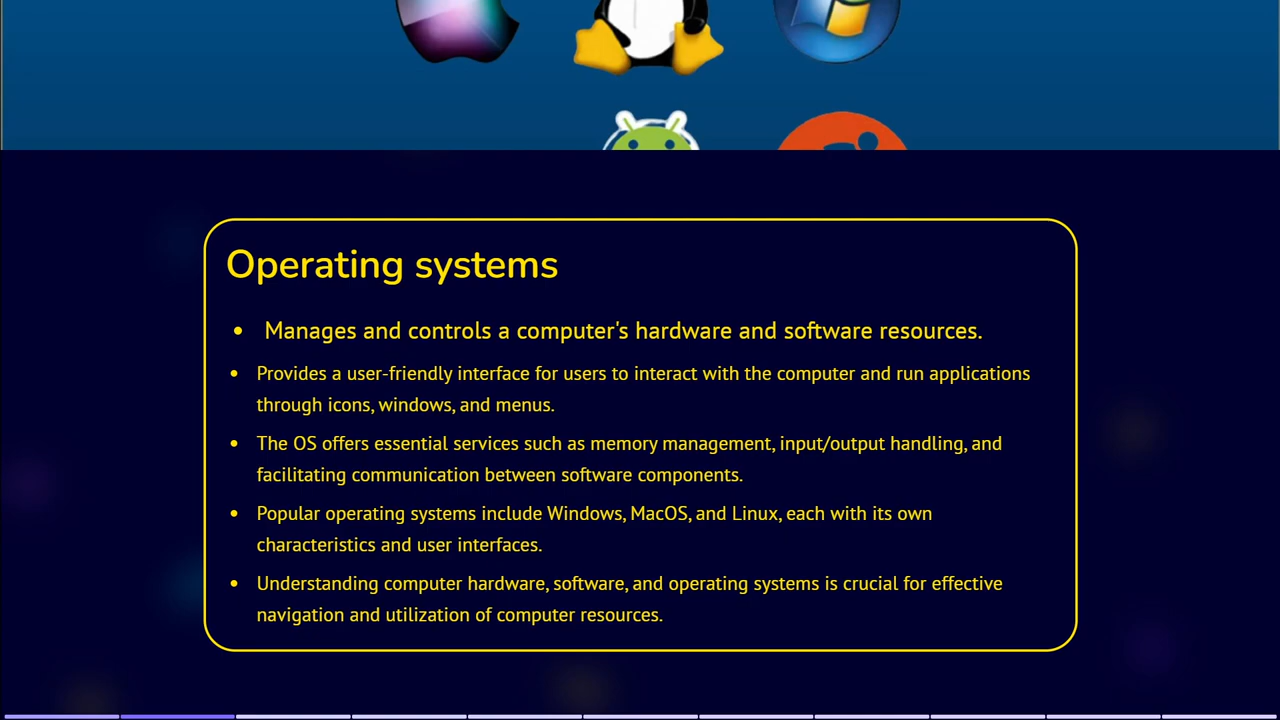 Operating systems
• Manages and controls a computer's hardware and software resources.
• Provides a user-friendly interface for users to interact with the computer and run applications
through icons, windows, and menus.
• The OS offers essential services such as memory management, input/output handling, and
facilitating communication between software components.
• Popular operating systems include Windows, MacOS, and Linux, each with its own
characteristics and user interfaces.
• Understanding computer hardware, software, and operating systems is crucial for effective
navigation and utilization of computer resources.